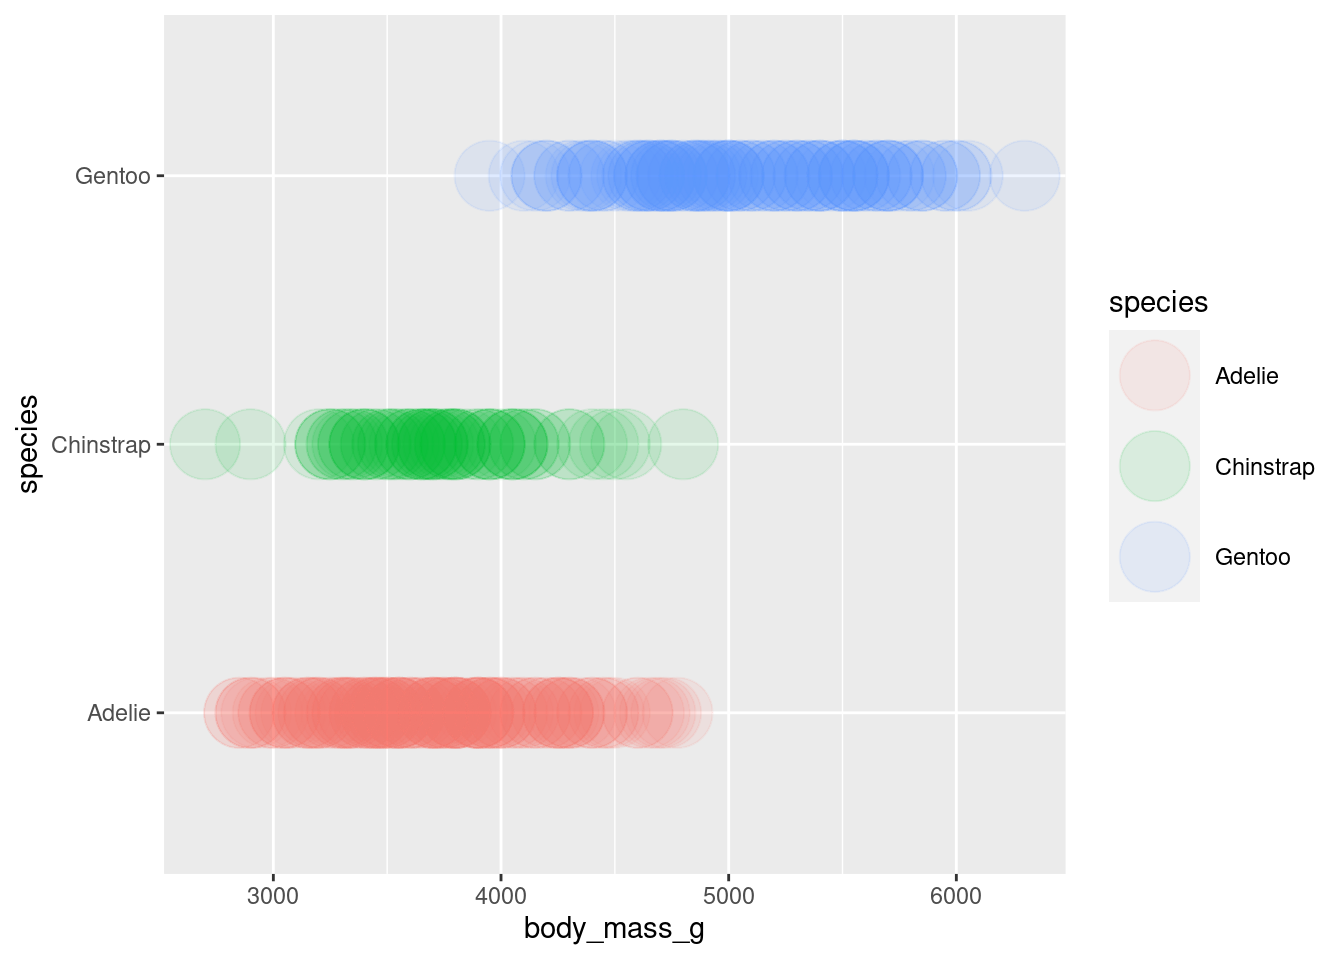 Gentoo
Chinstrap
Adelie
species
3000 4000 5000 6000
body_mass_g
species
Adelie
Chinstrap
Gentoo